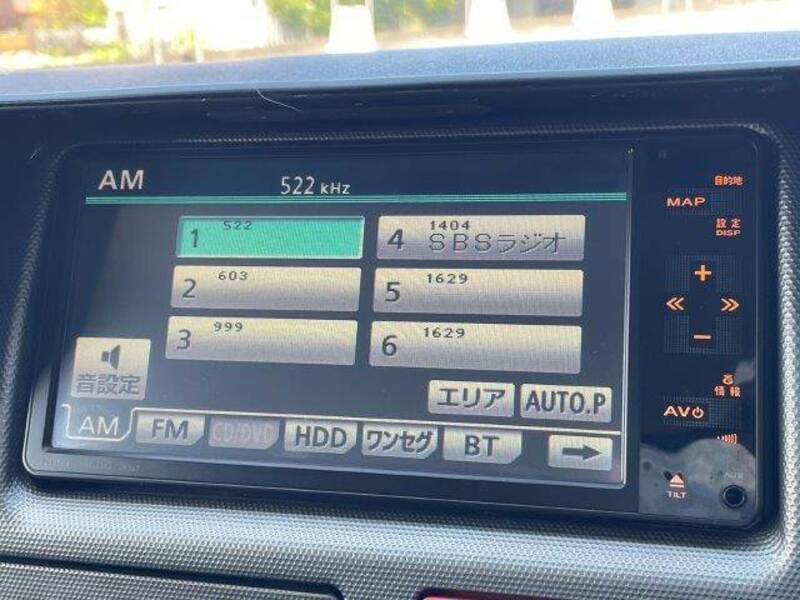 AM
522 kHz
1 522
4 1404 SBSラジオ
2 603
5 1629
3 999
6 1629
音設定
エリア
AUTO.P
AM
FM
CD/DVD
HDD
ワンセグ
BT
目的地
MAP
設定
DISP
情報
AV
TILT